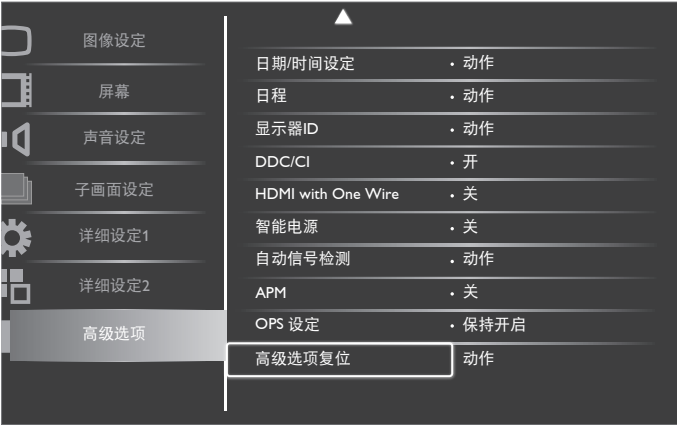 图像设定
屏幕
声音设定
子画面设定
详细设定1
详细设定2
高级选项
日期/时间设定 • 动作
日程 • 动作
显示器ID • 动作
DDC/CI • 开
HDMI with One Wire • 关
智能电源 • 关
自动信号检测 • 动作
APM • 关
OPS 设定 • 保持开启
高级选项复位 动作